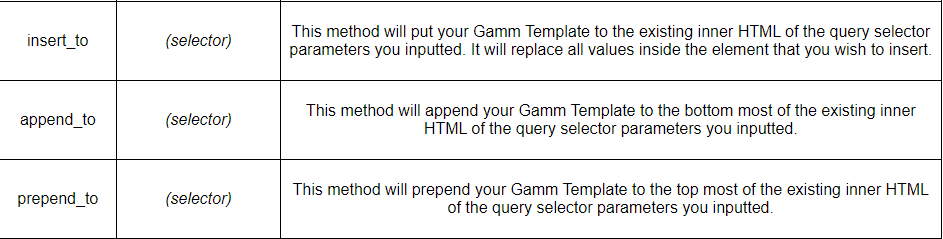 insert_to
(selector)
This method will put your Gamm Template to the existing inner HTML of the query selector
parameters you inputted. It will replace all values inside the element that you wish to insert.
append_to
(selector)
This method will append your Gamm Template to the bottom most of the existing inner
HTML of the query selector parameters you inputted.
prepend_to
(selector)
This method will prepend your Gamm Template to the top most of the existing inner HTML
of the query selector parameters you inputted.